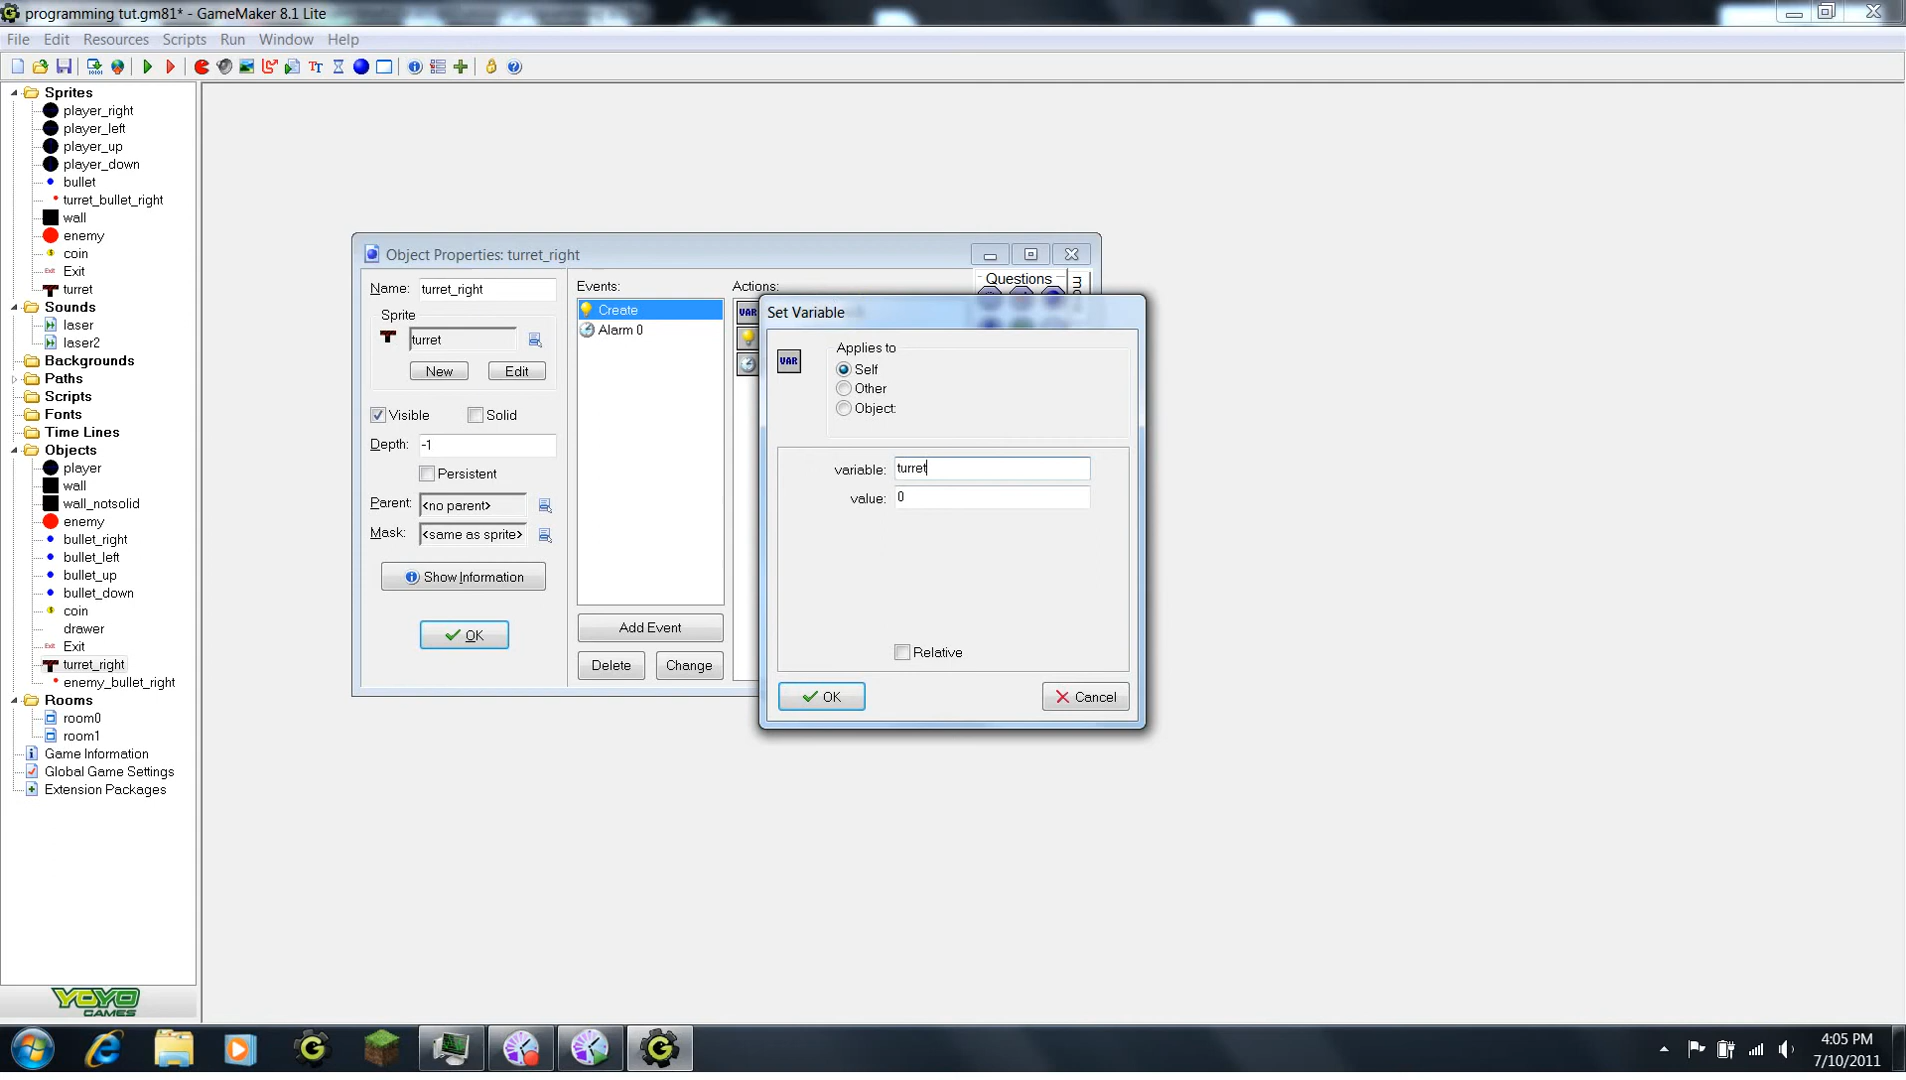 programming tut.gm81* - GameMaker 8.1 Lite
File Edit Resources Scripts Run Window Help
Sprites
player_right
player_left
player_up
player_down
bullet
turret_bullet_right
wall
enemy
coin
Exit
turret
Sounds
laser
laser2
Backgrounds
Paths
Scripts
Fonts
Time Lines
Objects
player
wall
wall_notsolid
enemy
bullet_right
bullet_left
bullet_up
bullet_down
coin
drawer
Exit
turret_right
enemy_bullet_right
Rooms
room0
room1
Game Information
Global Game Settings
Extension Packages
YOYO
GAMES
Object Properties: turret_right
Name: turret_right
Sprite
turret
New Edit
Visible Solid
Depth: -1
Persistent
Parent: <no parent>
Mask: <same as sprite>
Show Information
OK
Events:
Create
Alarm 0
Add Event
Delete Change
Actions:
VAR
Questions
Set Variable
VAR
Applies to
Self
Other
Object:
variable: turret
value: 0
Relative
OK Cancel
4:05 PM
7/10/2011